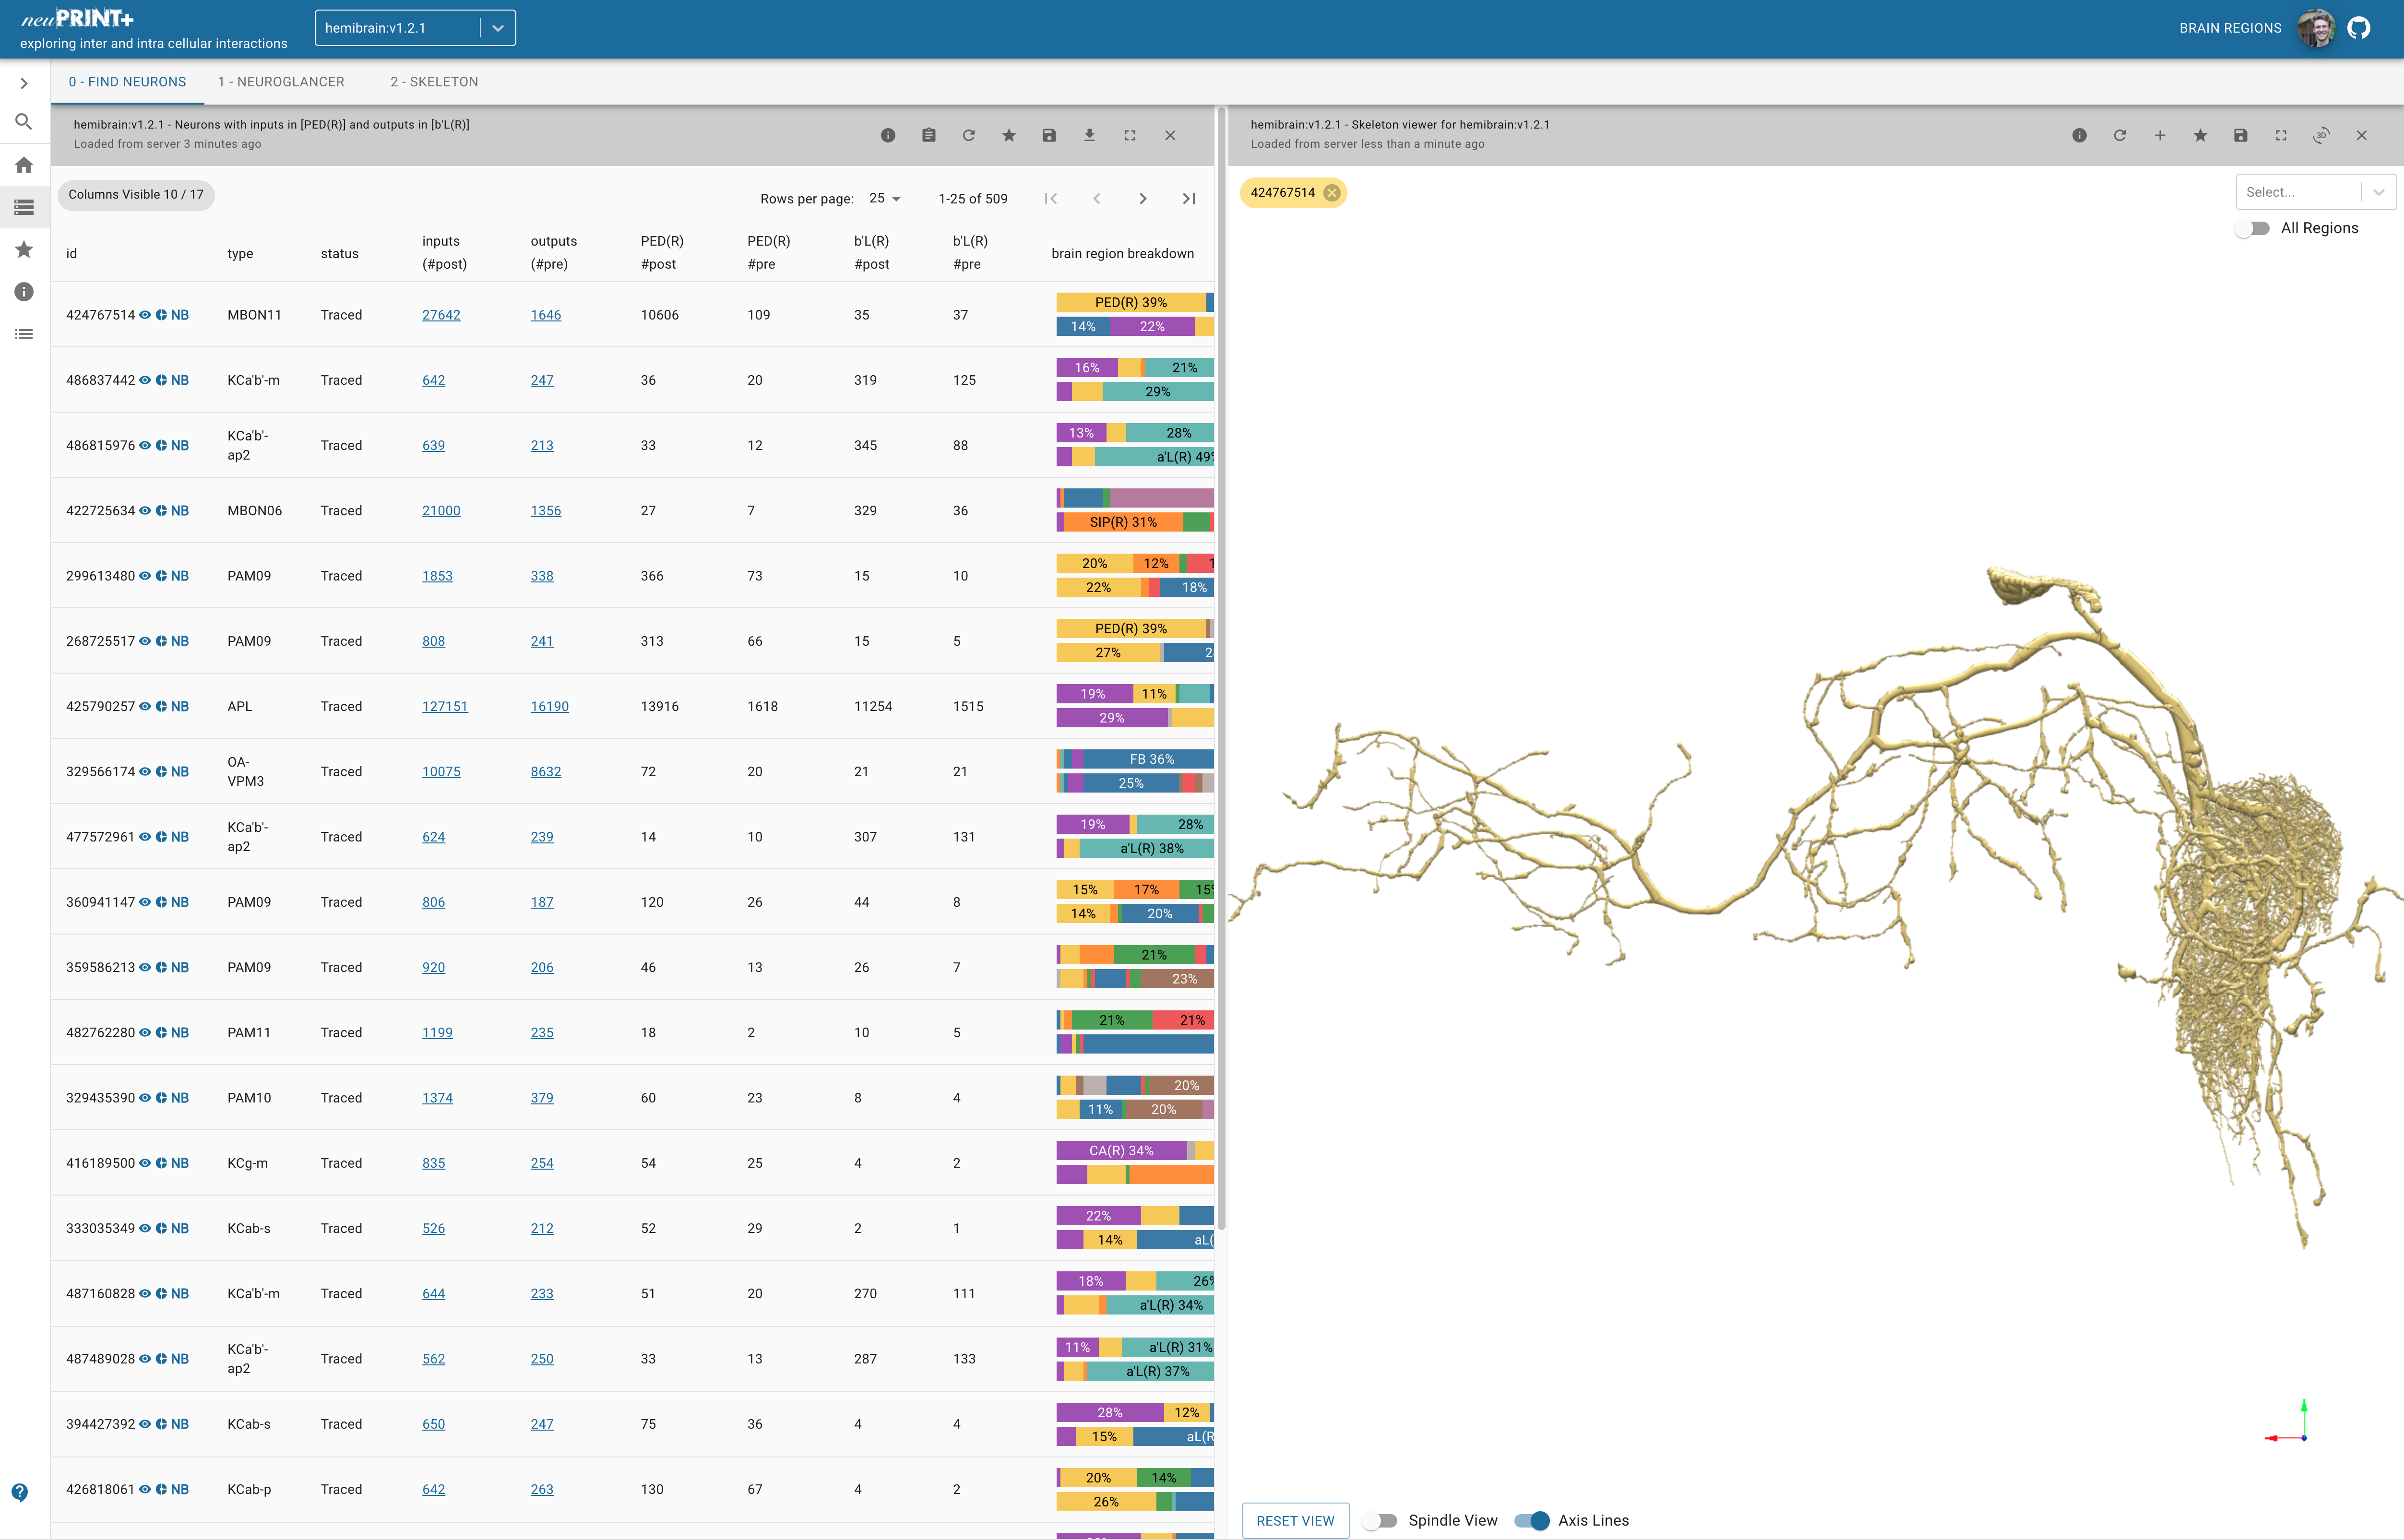 neuPRINT+
exploring inter and intra cellular interactions
hemibrain:v1.2.1
BRAIN REGIONS
0 - FIND NEURONS
1 - NEUROGLANCER
2 - SKELETON
hemibrain:v1.2.1 - Neurons with inputs in [PED(R)] and outputs in [b'L(R)]
Loaded from server 3 minutes ago
Columns Visible 10 / 17
Rows per page: 25 1-25 of 509
id type status inputs (#post) outputs (#pre) PED(R) #post PED(R) #pre b'L(R) #post b'L(R) #pre brain region breakdown
424767514 NB MBON11 Traced 27642 1646 10606 109 35 37 PED(R) 39%
14% 22%
486837442 NB KCa'b'-m Traced 642 247 36 20 319 125 16% 21%
29%
486815976 NB KCa'b'-ap2 Traced 639 213 33 12 345 88 13% 28%
a'L(R) 49%
422725634 NB MBON06 Traced 21000 1356 27 7 329 36
SIP(R) 31%
299613480 NB PAM09 Traced 1853 338 366 73 15 10 20% 12% 1
22% 18%
268725517 NB PAM09 Traced 808 241 313 66 15 5 PED(R) 39%
27% 2
425790257 NB APL Traced 127151 16190 13916 1618 11254 1515 19% 11%
29%
329566174 NB OA-VPM3 Traced 10075 8632 72 20 21 21 FB 36%
25%
477572961 NB KCa'b'-ap2 Traced 624 239 14 10 307 131 19% 28%
a'L(R) 38%
360941147 NB PAM09 Traced 806 187 120 26 44 8 15% 17% 15%
14% 20%
359586213 NB PAM09 Traced 920 206 46 13 26 7 21%
23%
482762280 NB PAM11 Traced 1199 235 18 2 10 5 21% 21%
329435390 NB PAM10 Traced 1374 379 60 23 8 4 20%
11% 20%
416189500 NB KCg-m Traced 835 254 54 25 4 2 CA(R) 34%
333035349 NB KCab-s Traced 526 212 52 29 2 1 22%
14% aL(
487160828 NB KCa'b'-m Traced 644 233 51 20 270 111 18% 26%
a'L(R) 34%
487489028 NB KCa'b'-ap2 Traced 562 250 33 13 287 133 11% a'L(R) 31%
a'L(R) 37%
394427392 NB KCab-s Traced 650 247 75 36 4 4 28% 12%
15% aL(R
426818061 NB KCab-p Traced 642 263 130 67 4 2 20% 14%
26%
hemibrain:v1.2.1 - Skeleton viewer for hemibrain:v1.2.1
Loaded from server less than a minute ago
3D
424767514
Select...
All Regions
RESET VIEW
Spindle View
Axis Lines